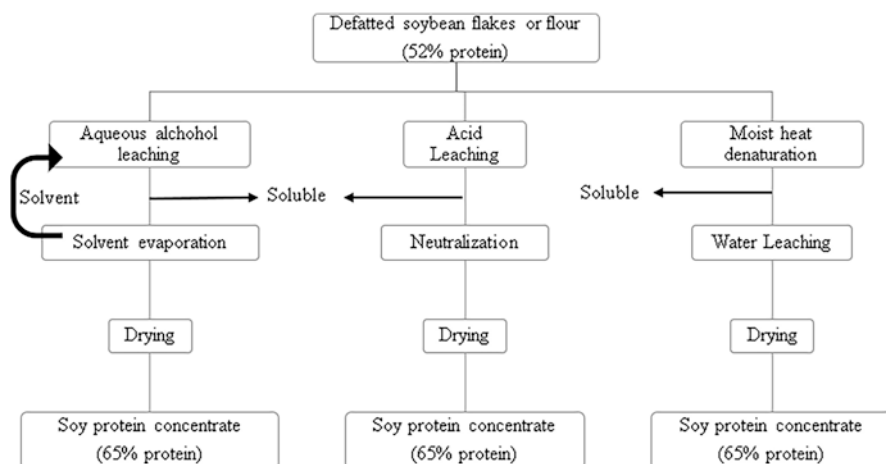 Defatted soybean flakes or flour
(52% protein)
Aqueous alchohol
leaching
Acid
Leaching
Moist heat
denaturation
Solvent
Soluble
Soluble
Solvent evaporation
Neutralization
Water Leaching
Drying
Drying
Drying
Soy protein concentrate
(65% protein)
Soy protein concentrate
(65% protein)
Soy protein concentrate
(65% protein)